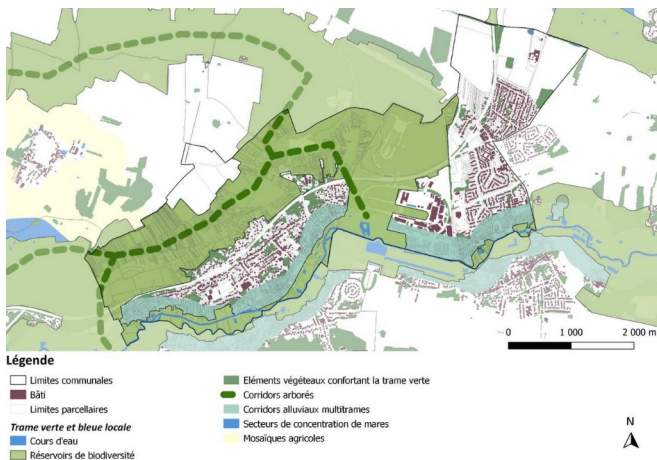 0 1 000 2 000 m
Légende
Limites communales
Bâti
Limites parcellaires
Trame verte et bleue locale
Cours d'eau
Réservoirs de biodiversité
Eléments végéteaux confortant la trame verte
Corridors arborés
Corridors alluviaux multitrames
Secteurs de concentration de mares
Mosaïques agricoles
N